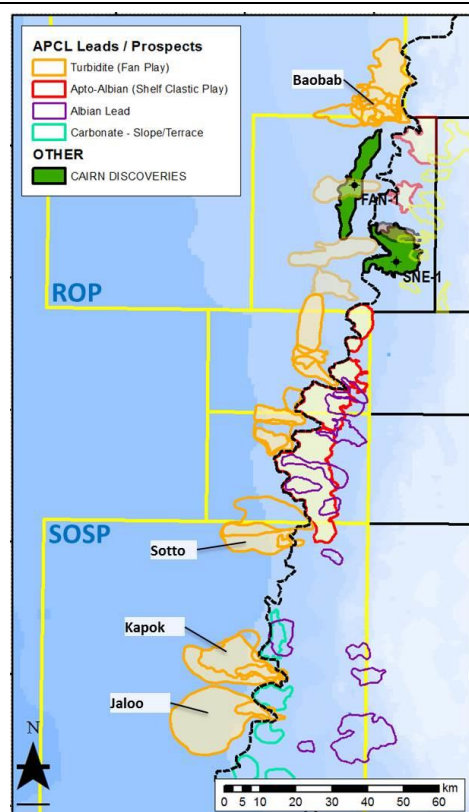 APCL Leads / Prospects
Turbidite (Fan Play)
Apto-Albian (Shelf Clastic Play)
Albian Lead
Carbonate - Slope/Terrace
OTHER
CAIRN DISCOVERIES
Baobab
FAN-1
SNE-1
ROP
SOSP
Sotto
Kapok
Jaloo
N
0 5 10 20 30 40 50 60
km